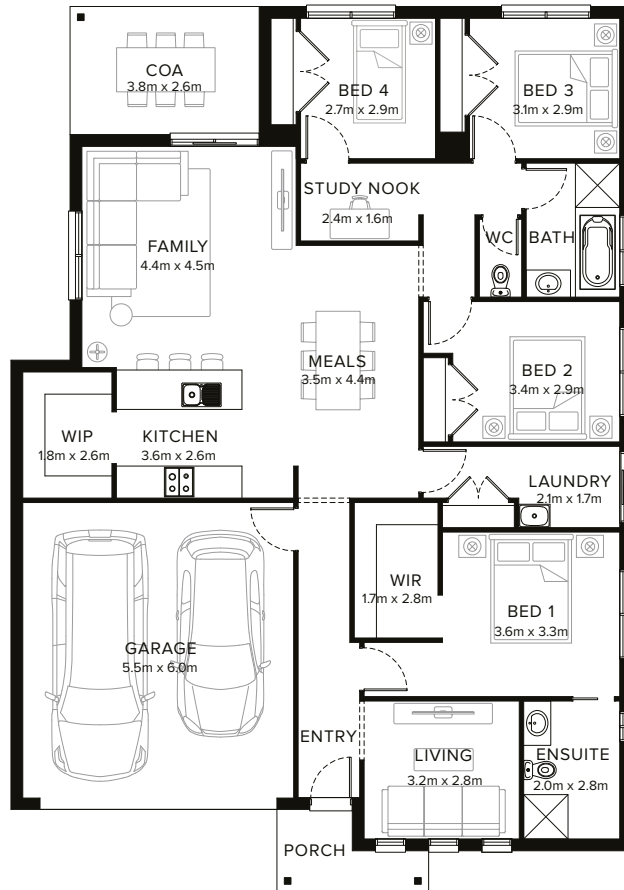 COA
3.8m x 2.6m
BED 4
2.7m x 2.9m
BED 3
3.1m x 2.9m
STUDY NOOK
2.4m x 1.6m
WC
BATH
FAMILY
4.4m x 4.5m
MEALS
3.5m x 4.4m
BED 2
3.4m x 2.9m
WIP
1.8m x 2.6m
KITCHEN
3.6m x 2.6m
LAUNDRY
2.1m x 1.7m
WIR
1.7m x 2.8m
BED 1
3.6m x 3.3m
GARAGE
5.5m x 6.0m
ENTRY
LIVING
3.2m x 2.8m
ENSUITE
2.0m x 2.8m
PORCH